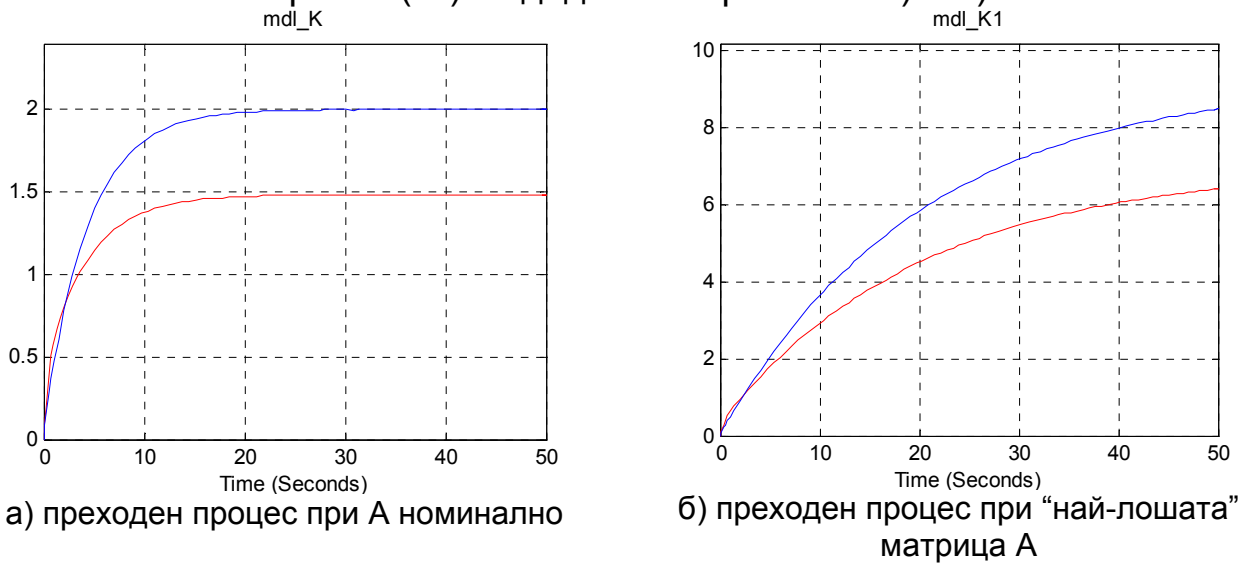 mdl_K
2
1.5
1
0.5
0
0 10 20 30 40 50
Time (Seconds)
а) преходен процес при А номинално
mdl_K1
10
8
6
4
2
0
0 10 20 30 40 50
Time (Seconds)
б) преходен процес при “най-лошата”
матрица А